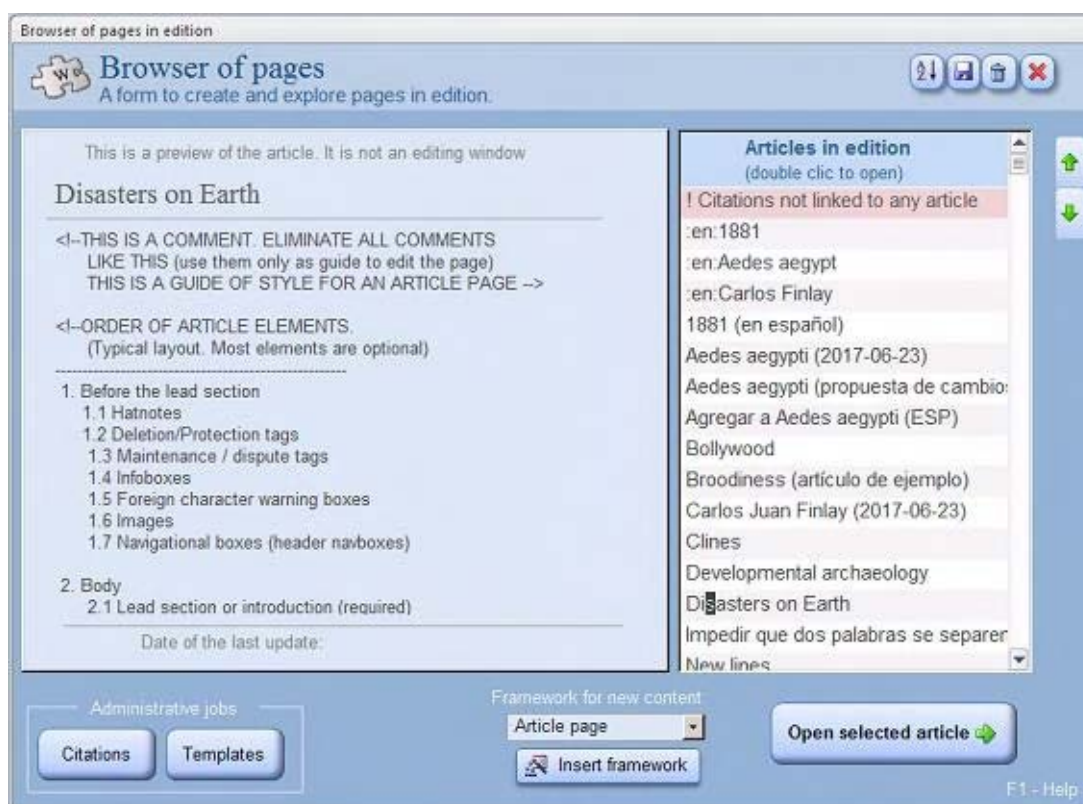 Browser of pages in edition
Browser of pages
A form to create and explore pages in edition.
This is a preview of the article. It is not an editing window
Disasters on Earth
<!--THIS IS A COMMENT. ELIMINATE ALL COMMENTS
LIKE THIS (use them only as guide to edit the page)
THIS IS A GUIDE OF STYLE FOR AN ARTICLE PAGE -->
<!--ORDER OF ARTICLE ELEMENTS.
(Typical layout. Most elements are optional)
----------------------------------------------------
1. Before the lead section
1.1 Hatnotes
1.2 Deletion/Protection tags
1.3 Maintenance / dispute tags
1.4 Infoboxes
1.5 Foreign character warning boxes
1.6 Images
1.7 Navigational boxes (header navboxes)
2. Body
2.1 Lead section or introduction (required)
Date of the last update:
Articles in edition
(double clic to open)
! Citations not linked to any article
:en:1881
:en:Aedes aegypt
:en:Carlos Finlay
1881 (en español)
Aedes aegypti (2017-06-23)
Aedes aegypti (propuesta de cambio
Agregar a Aedes aegypti (ESP)
Bollywood
Broodiness (artículo de ejemplo)
Carlos Juan Finlay (2017-06-23)
Clines
Developmental archaeology
Disasters on Earth
Impedir que dos palabras se separen
New lines
Administrative jobs
Citations
Templates
Framework for new content
Article page
Insert framework
Open selected article
F1 - Help